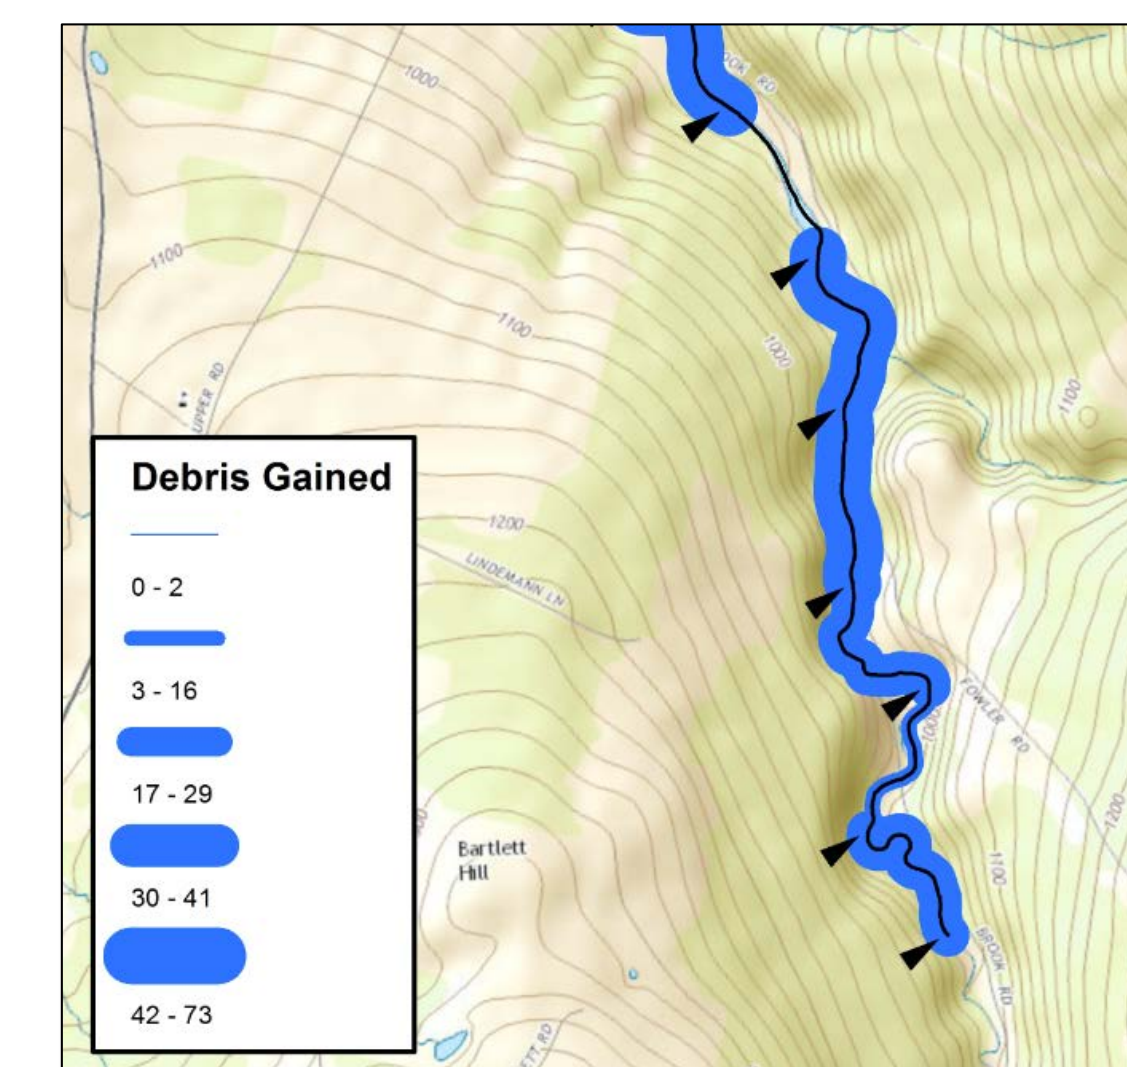 OOK RD
1000
1100
1100
1000
1100
UPPER RD
Debris Gained
0 - 2
3 - 16
17 - 29
30 - 41
42 - 73
1200
LINDEMANN LN
FOWLER RD
1000
1200
Bartlett
Hill
1100
BROOK RD
ETT RD